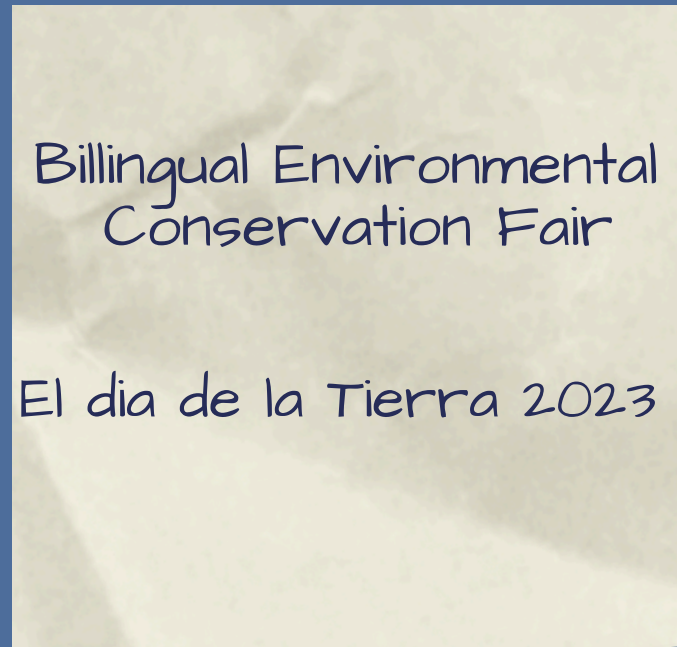 Billingual Environmental
Conservation Fair
El dia de la Tierra 2023